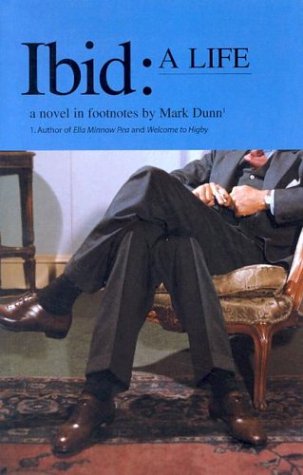 Ibid: A LIFE
a novel in footnotes by Mark Dunn¹
1. Author of Ella Minnow Pea and Welcome to Higby